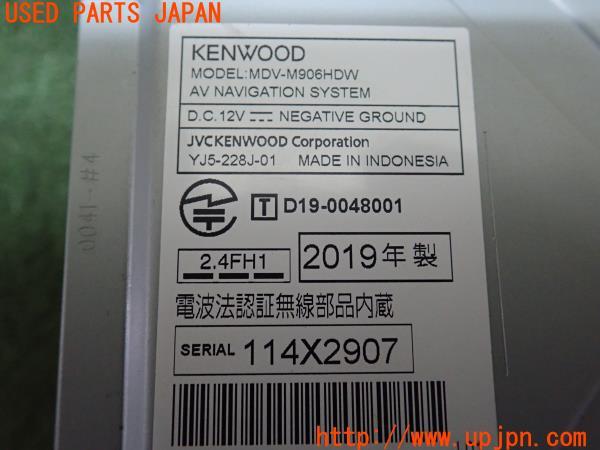 USED PARTS JAPAN
KENWOOD
MODEL:MDV-M906HDW
AV NAVIGATION SYSTEM
D.C.12V NEGATIVE GROUND
JVCKENWOOD Corporation
YJ5-228J-01 MADE IN INDONESIA
T D19-0048001
2.4FH1
2019年 製
電波法認証無線部品内蔵
SERIAL 114X2907
0041-#4
http://www.upjpn.com